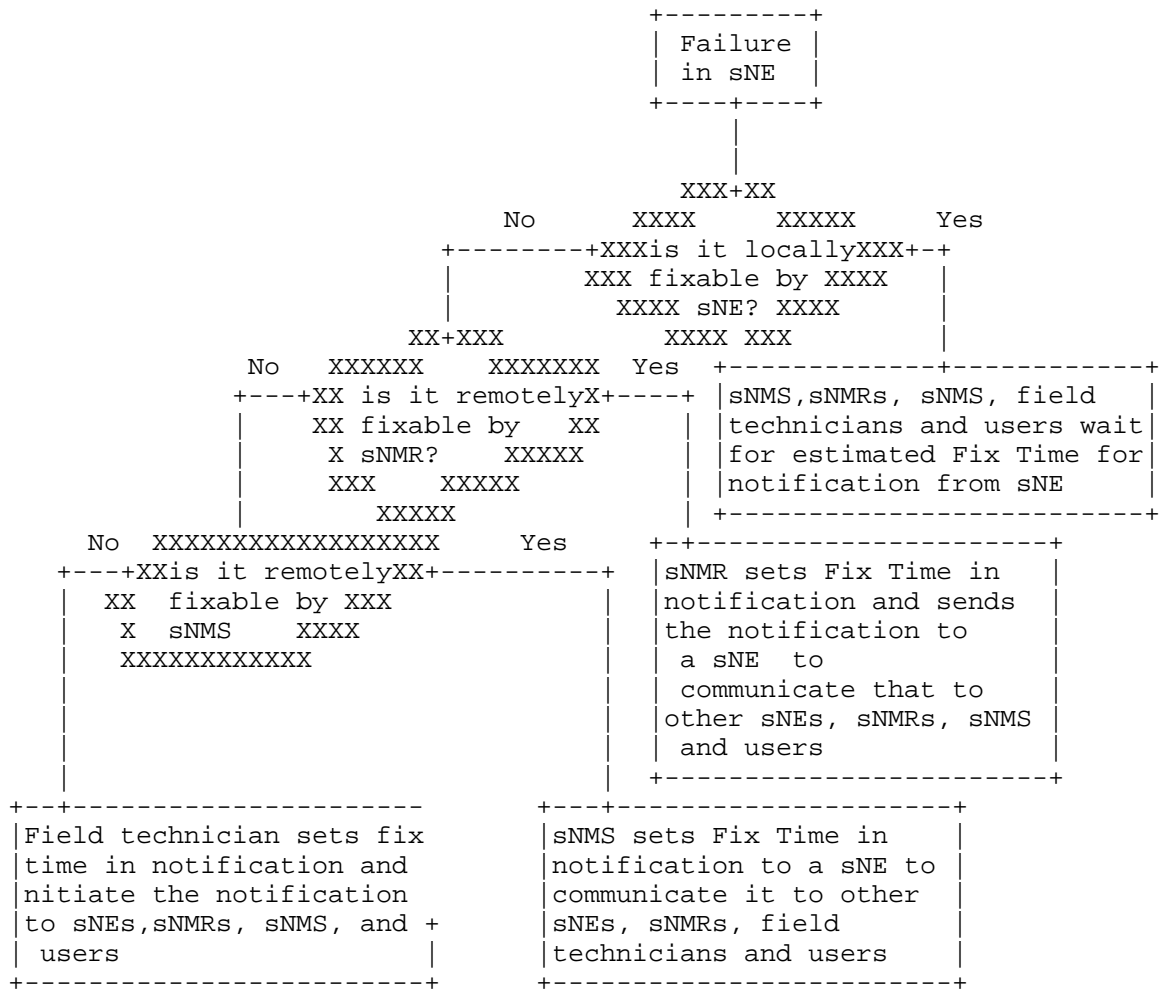 Failure
in sNE
No Yes
is it locally
fixable by
sNE?
No Yes
is it remotely
fixable by
sNMR?
sNMS,sNMRs, sNMS, field
technicians and users wait
for estimated Fix Time for
notification from sNE
No Yes
is it remotely
fixable by
sNMS
sNMR sets Fix Time in
notification and sends
the notification to
a sNE to
communicate that to
other sNEs, sNMRs, sNMS
and users
Field technician sets fix
time in notification and
nitiate the notification
to sNEs,sNMRs, sNMS, and
users
sNMS sets Fix Time in
notification to a sNE to
communicate it to other
sNEs, sNMRs, field
technicians and users